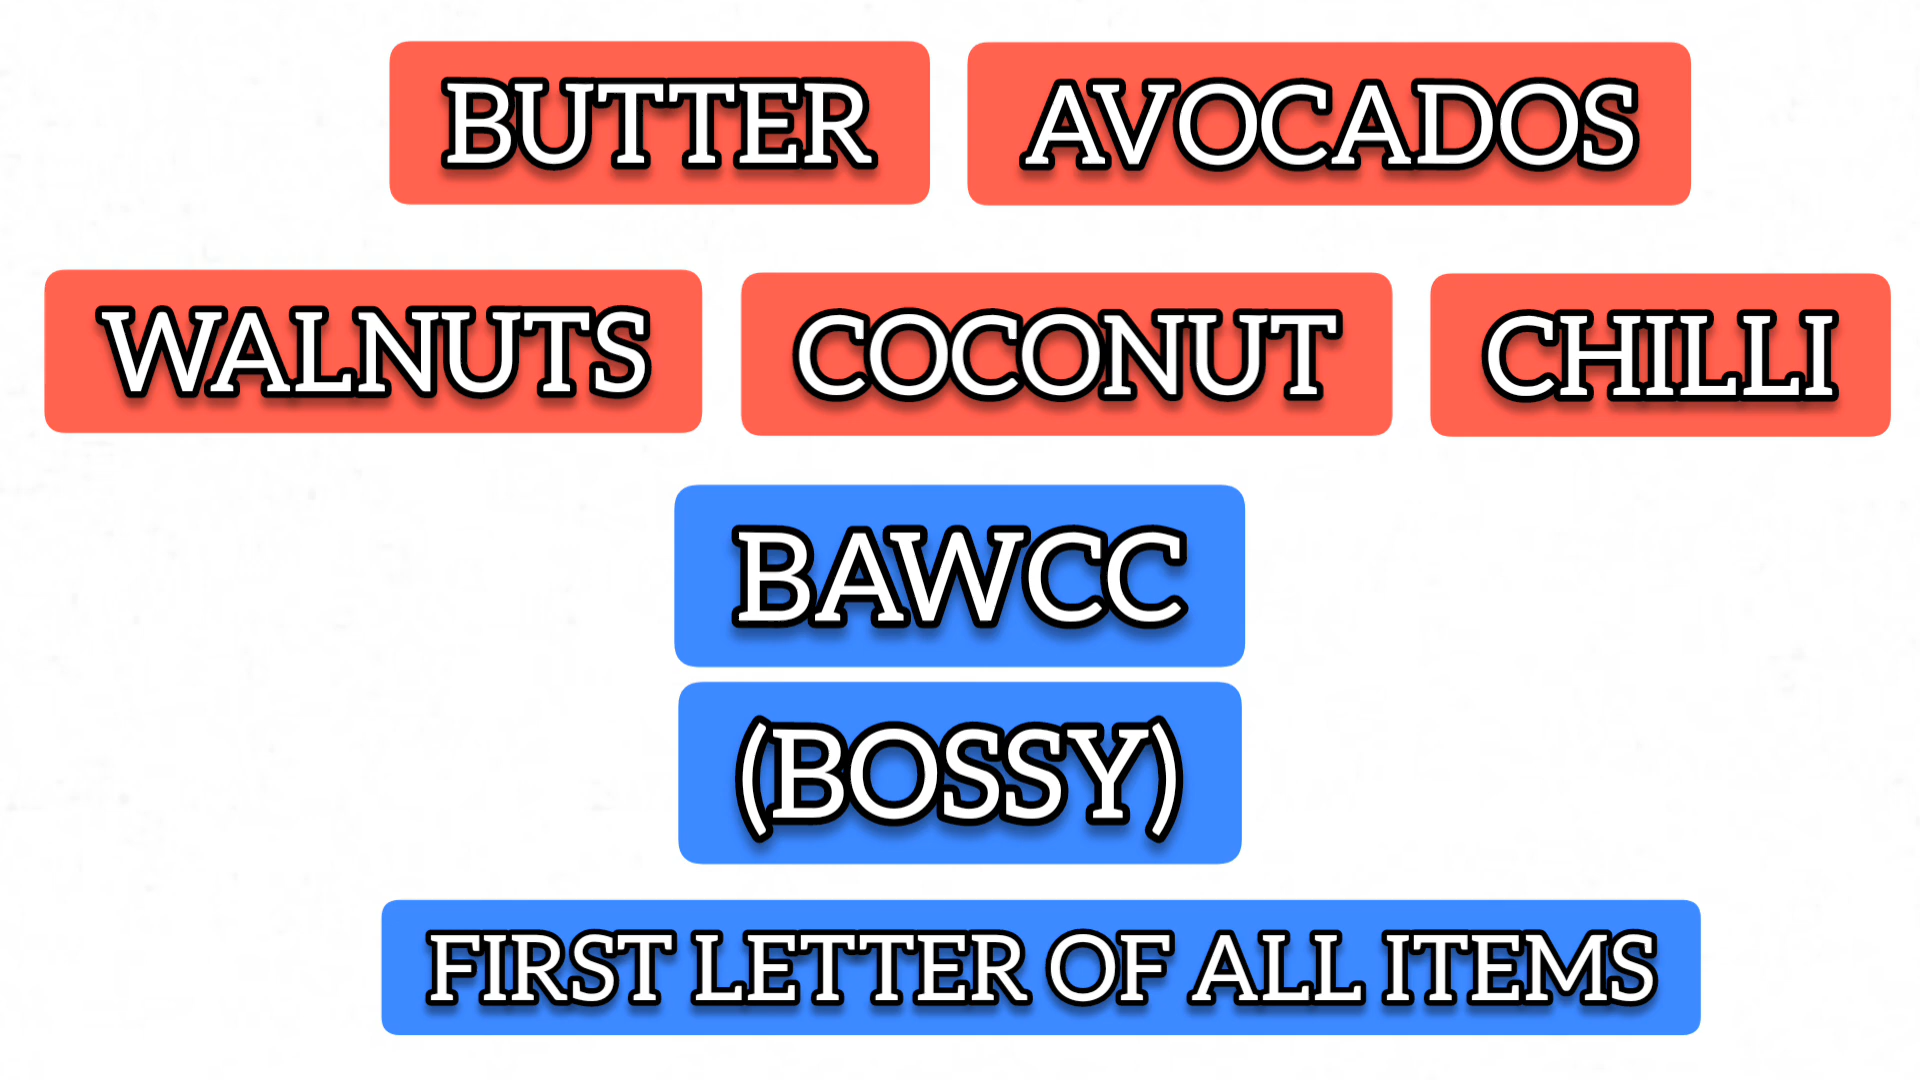 BUTTER AVOCADOS
WALNUTS COCONUT CHILLI
BAWCC
(BOSSY)
FIRST LETTER OF ALL ITEMS